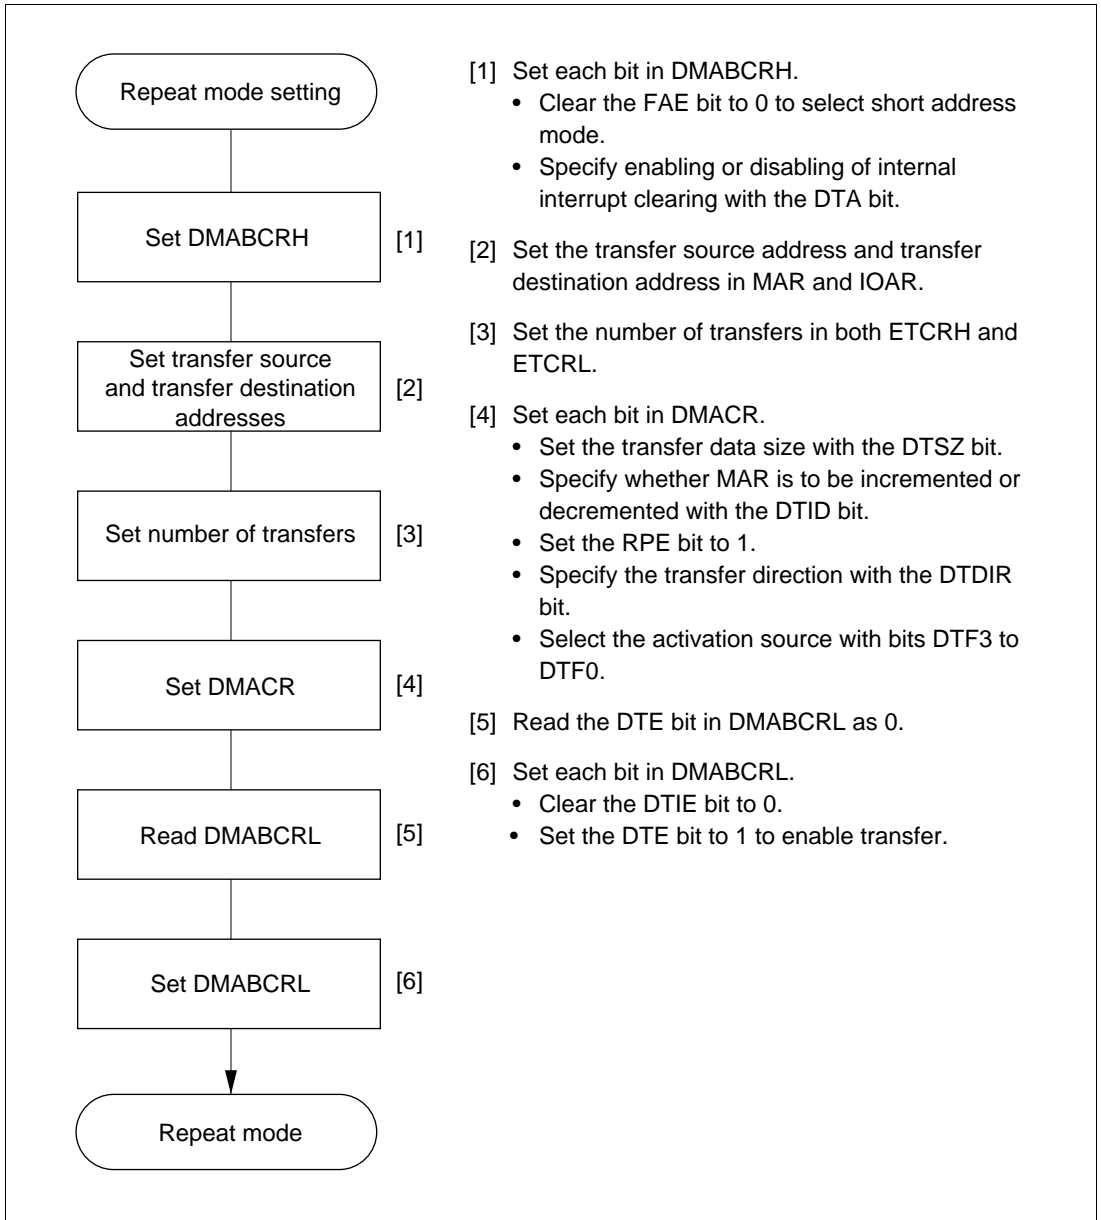 Repeat mode setting
Set DMABCRH [1]
Set transfer source
and transfer destination [2]
addresses
Set number of transfers [3]
Set DMACR [4]
Read DMABCRL [5]
Set DMABCRL [6]
Repeat mode
[1] Set each bit in DMABCRH.
• Clear the FAE bit to 0 to select short address
mode.
• Specify enabling or disabling of internal
interrupt clearing with the DTA bit.
[2] Set the transfer source address and transfer
destination address in MAR and IOAR.
[3] Set the number of transfers in both ETCRH and
ETCRL.
[4] Set each bit in DMACR.
• Set the transfer data size with the DTSZ bit.
• Specify whether MAR is to be incremented or
decremented with the DTID bit.
• Set the RPE bit to 1.
• Specify the transfer direction with the DTDIR
bit.
• Select the activation source with bits DTF3 to
DTF0.
[5] Read the DTE bit in DMABCRL as 0.
[6] Set each bit in DMABCRL.
• Clear the DTIE bit to 0.
• Set the DTE bit to 1 to enable transfer.